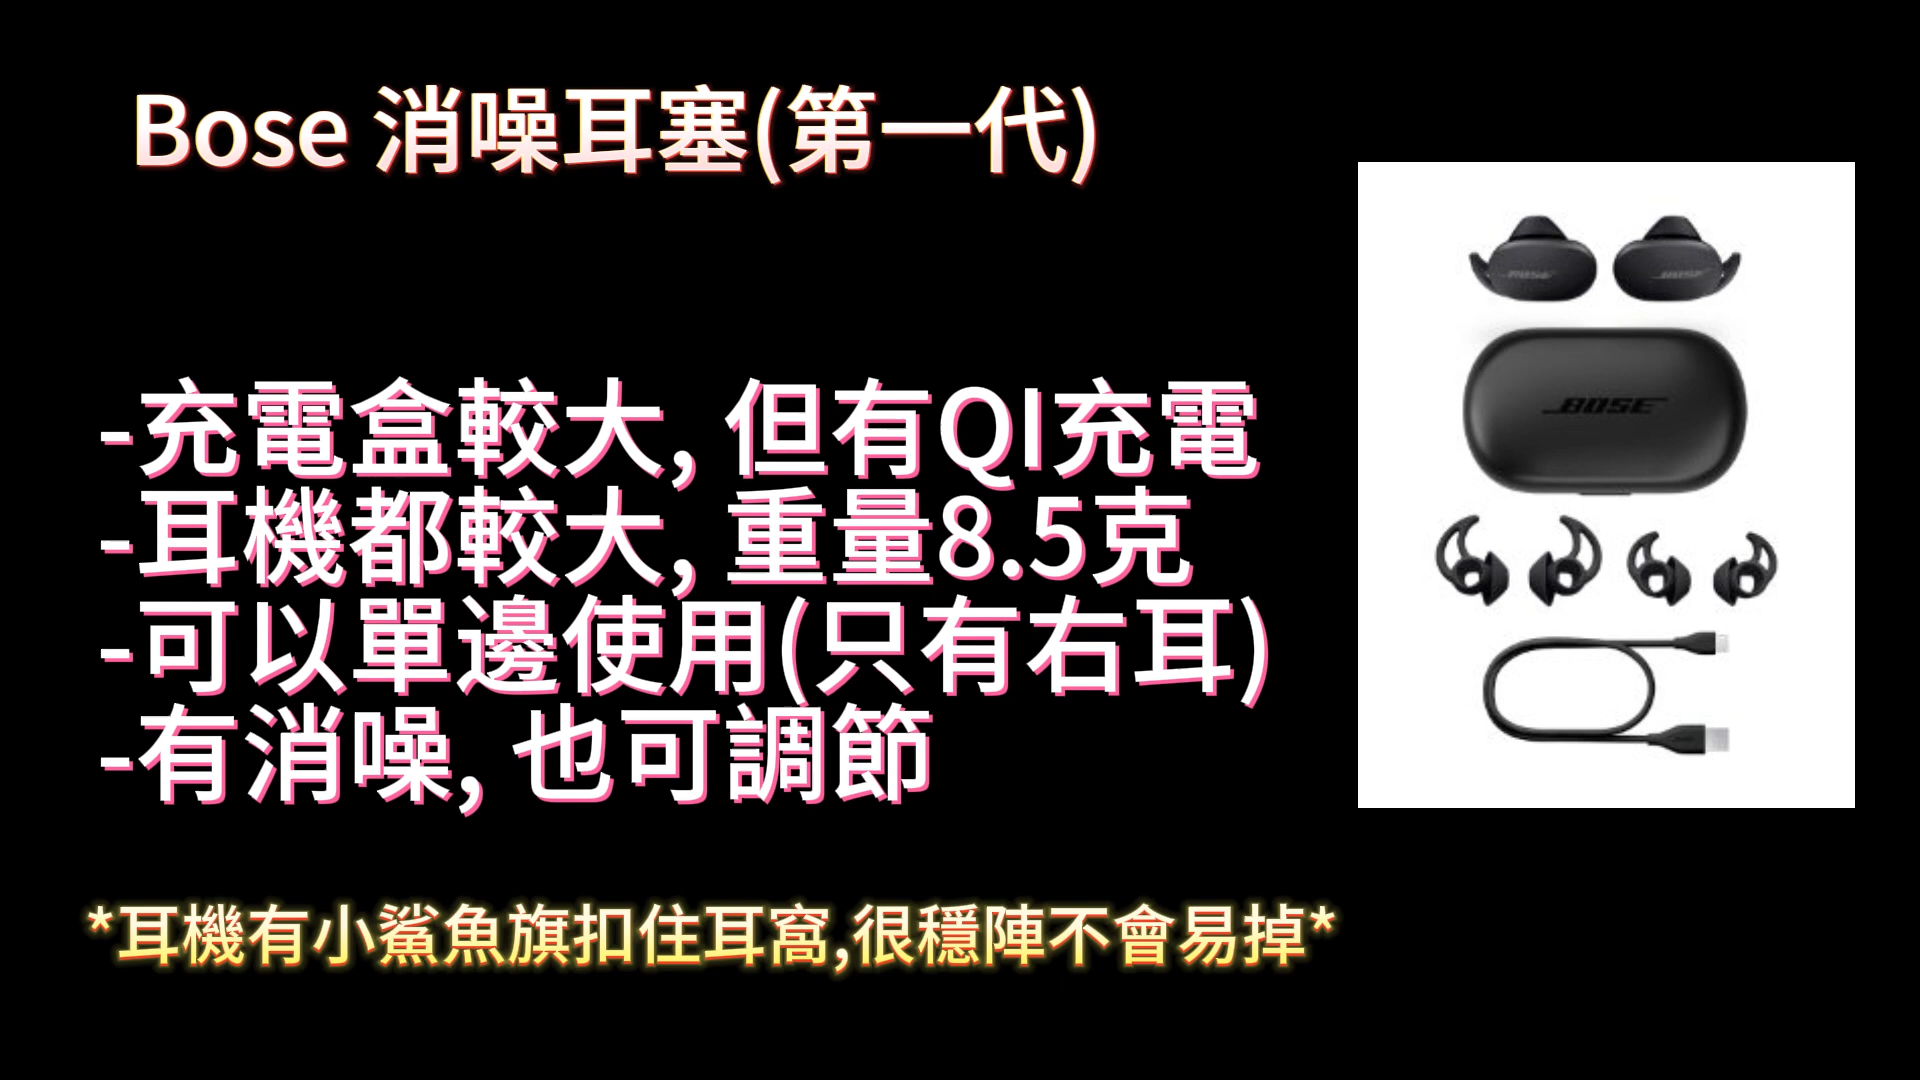 Bose 消噪耳塞(第一代)
-充電盒較大, 但有QI充電
-耳機都較大, 重量8.5克
-可以單邊使用(只有右耳)
-有消噪, 也可調節
*耳機有小鯊魚旗扣住耳窩,很穩陣不會易掉*
BOSE
BOSE
BOSE